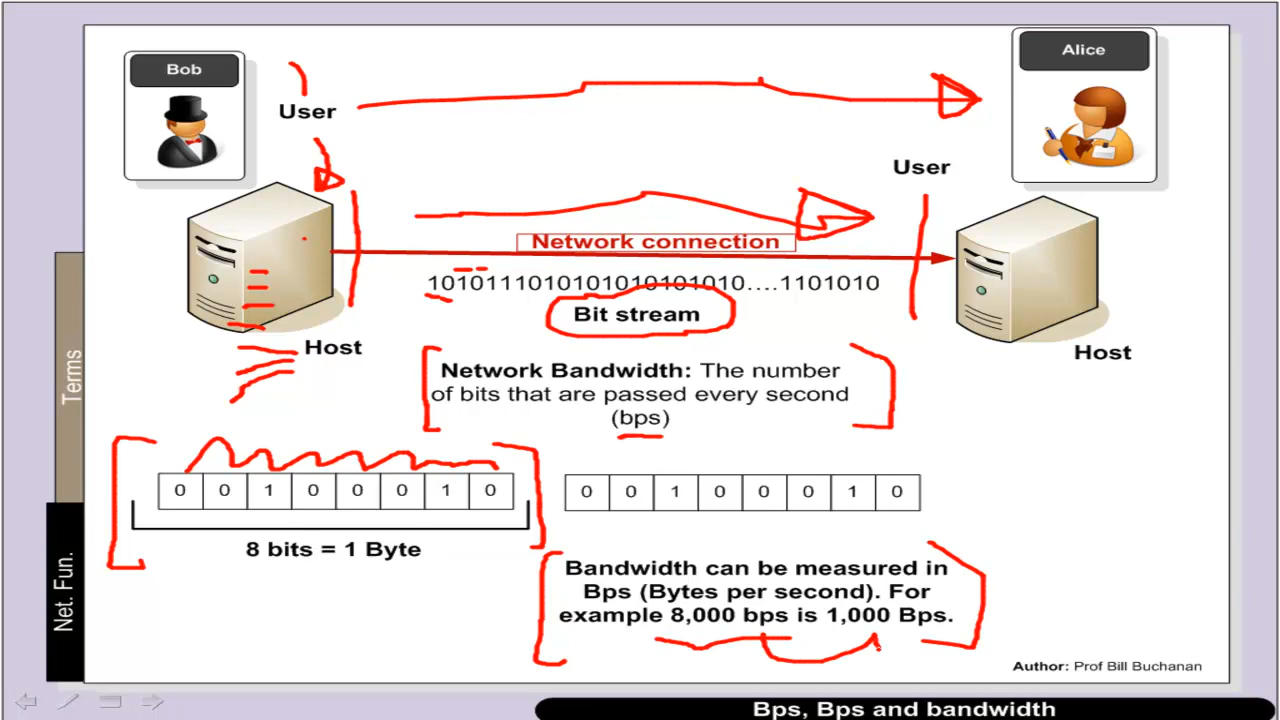 Bob
Alice
User
User
Network connection
1010111010101010101010....1101010
Bit stream
Host
Host
Network Bandwidth: The number
of bits that are passed every second
(bps)
0 0 1 0 0 0 1 0
0 0 1 0 0 0 1 0
8 bits = 1 Byte
Bandwidth can be measured in
Bps (Bytes per second). For
example 8,000 bps is 1,000 Bps.
Terms
Net. Fun.
Author: Prof Bill Buchanan
Bps, Bps and bandwidth